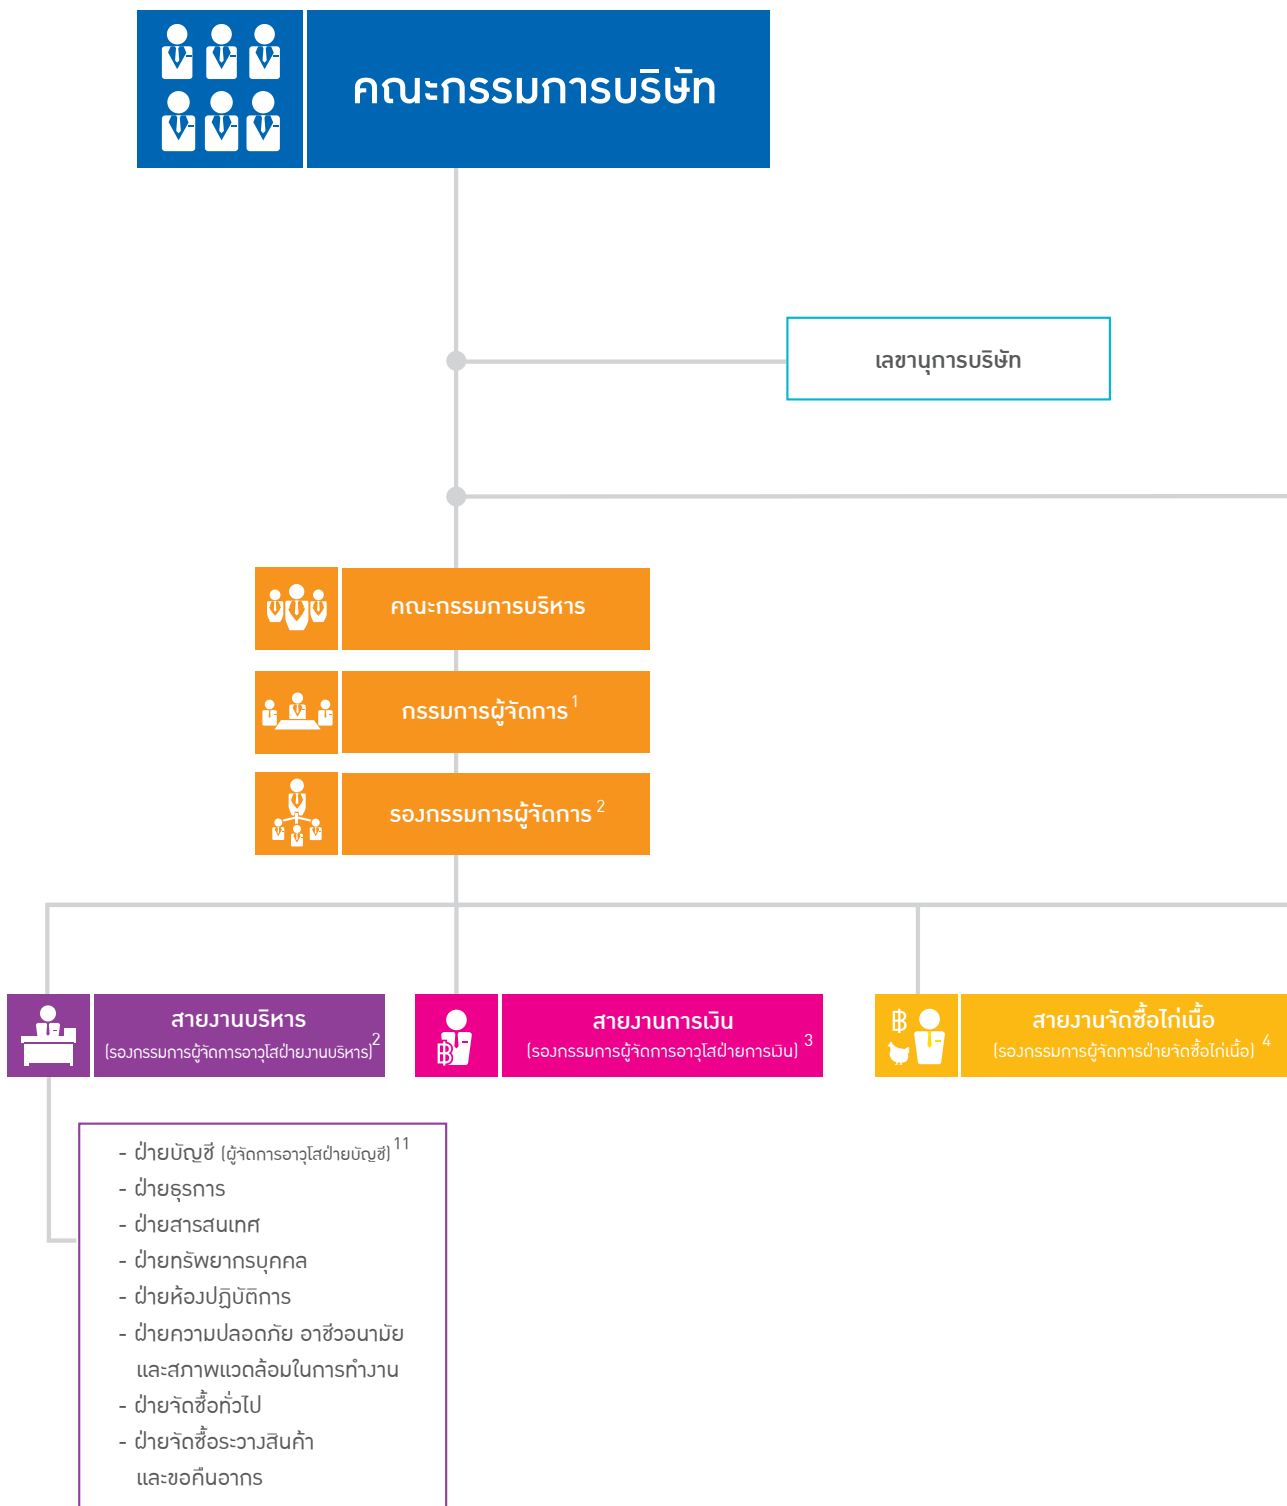 คณะกรรมการบริษัท
เลขานุการบริษัท
คณะกรรมการบริหาร
กรรมการผู้จัดการ 1
รองกรรมการผู้จัดการ 2
สายงานบริหาร
(รองกรรมการผู้จัดการอาวุโสฝ่ายงานบริหาร) 2
สายงานการเงิน
(รองกรรมการผู้จัดการอาวุโสฝ่ายการเงิน) 3
สายงานจัดซื้อไก่เนื้อ
(รองกรรมการผู้จัดการฝ่ายจัดซื้อไก่เนื้อ) 4
- ฝ่ายบัญชี (ผู้จัดการอาวุโสฝ่ายบัญชี) 11
- ฝ่ายธุรการ
- ฝ่ายสารสนเทศ
- ฝ่ายทรัพยากรบุคคล
- ฝ่ายห้องปฏิบัติการ
- ฝ่ายความปลอดภัย อาชีวอนามัย
และสภาพแวดล้อมในการทำงาน
- ฝ่ายจัดซื้อทั่วไป
- ฝ่ายจัดซื้อระวางสินค้า
และขอคืนอากร